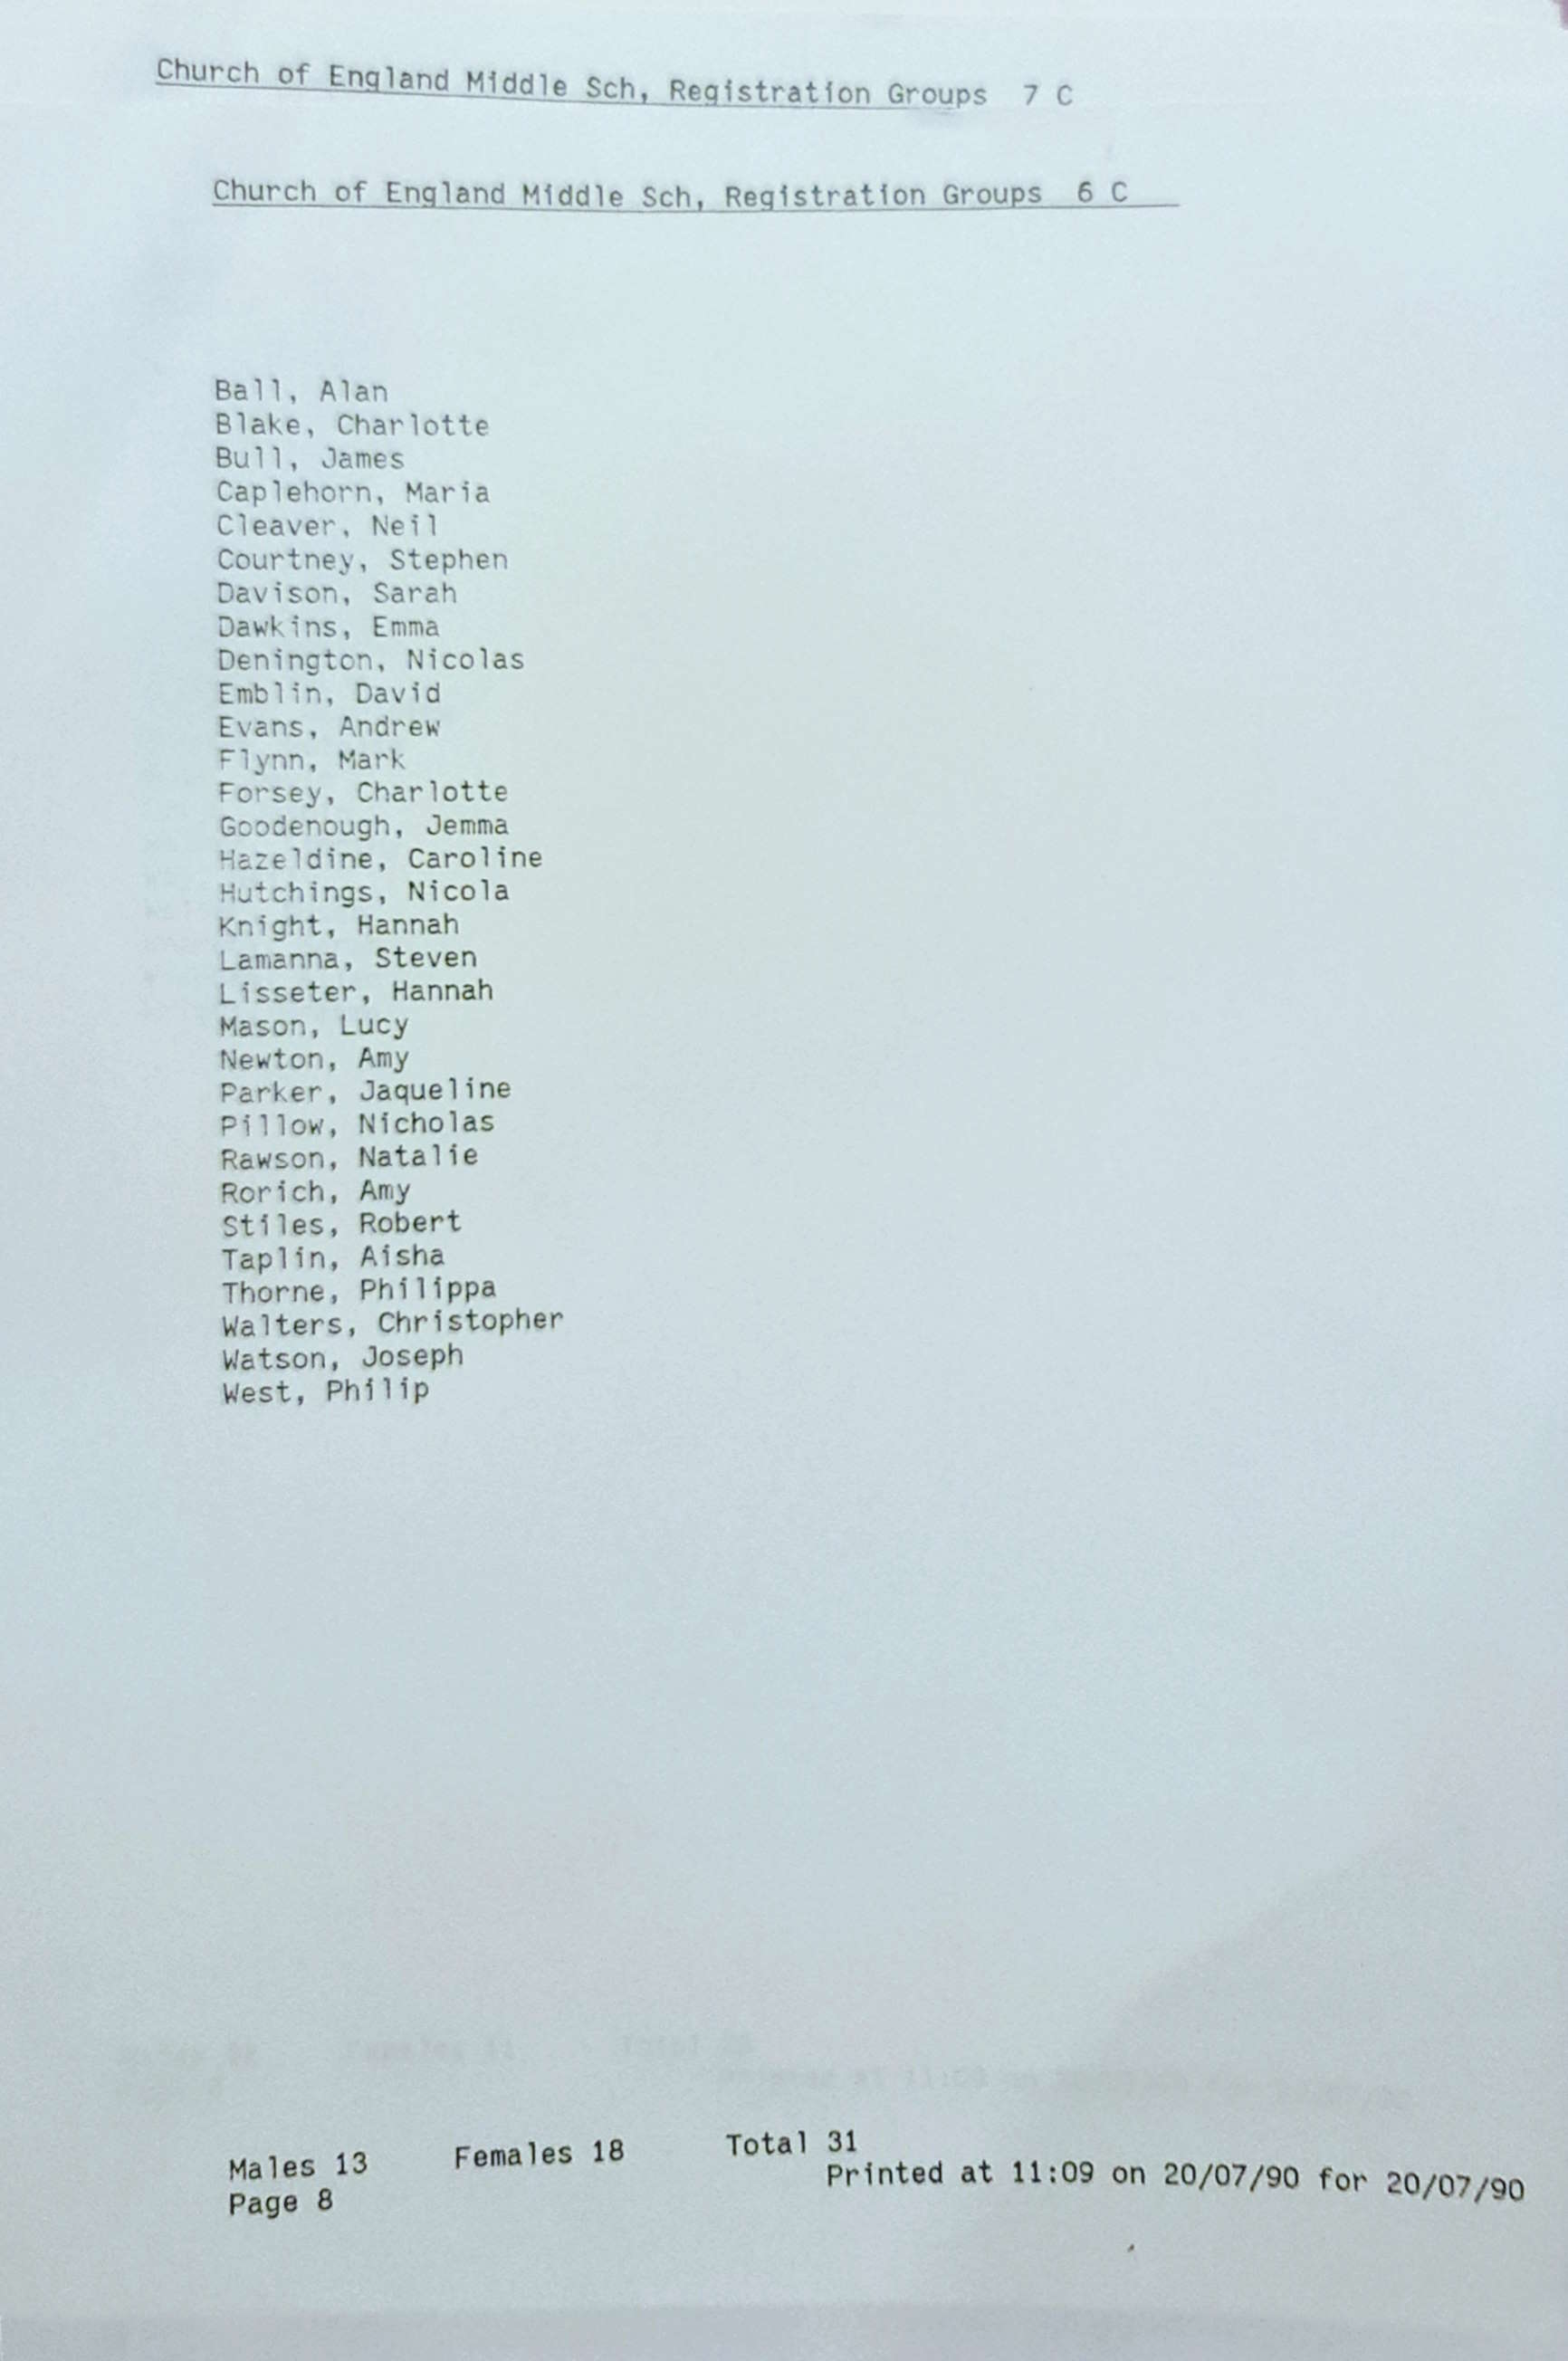 Church of England Middle Sch, Registration Groups 7 C
Church of England Middle Sch, Registration Groups 6 C
Ball, Alan
Blake, Charlotte
Bull, James
Caplehorn, Maria
Cleaver, Neil
Courtney, Stephen
Davison, Sarah
Dawkins, Emma
Denington, Nicolas
Emblin, David
Evans, Andrew
Flynn, Mark
Forsey, Charlotte
Goodenough, Jemma
Hazeldine, Caroline
Hutchings, Nicola
Knight, Hannah
Lamanna, Steven
Lisseter, Hannah
Mason, Lucy
Newton, Amy
Parker, Jaqueline
Pillow, Nicholas
Rawson, Natalie
Rorich, Amy
Stiles, Robert
Taplin, Aisha
Thorne, Philippa
Walters, Christopher
Watson, Joseph
West, Philip
Males 13 Females 18 Total 31
Printed at 11:09 on 20/07/90 for 20/07/90
Page 8